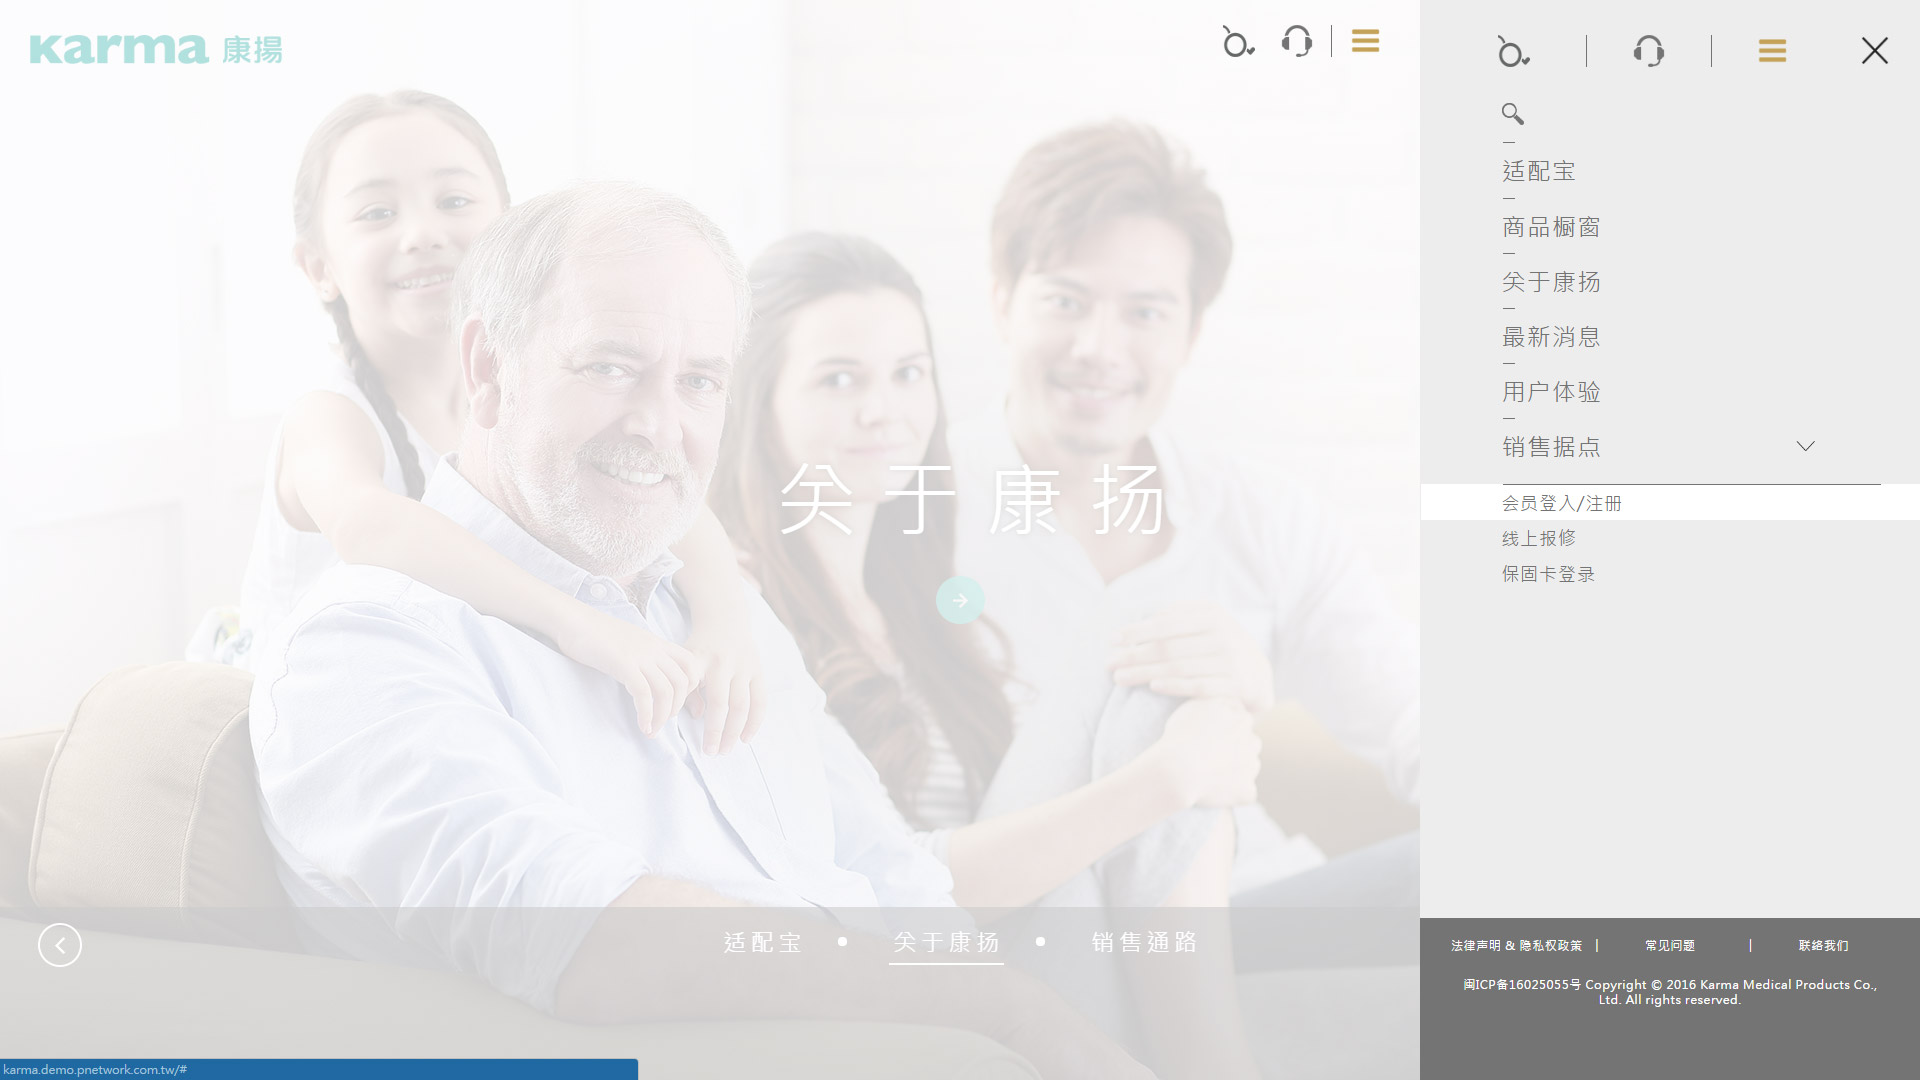 karma 康揚
适配宝
商品橱窗
关于康扬
最新消息
用户体验
销售据点
会员登入/注册
线上报修
保固卡登录
关于康扬
适配宝
关于康扬
销售通路
法律声明 & 隐私权政策 | 常见问题 | 联络我们
闽ICP备16025055号 Copyright © 2016 Karma Medical Products Co.,
Ltd. All rights reserved.
karma.demo.pnetwork.com.tw/#